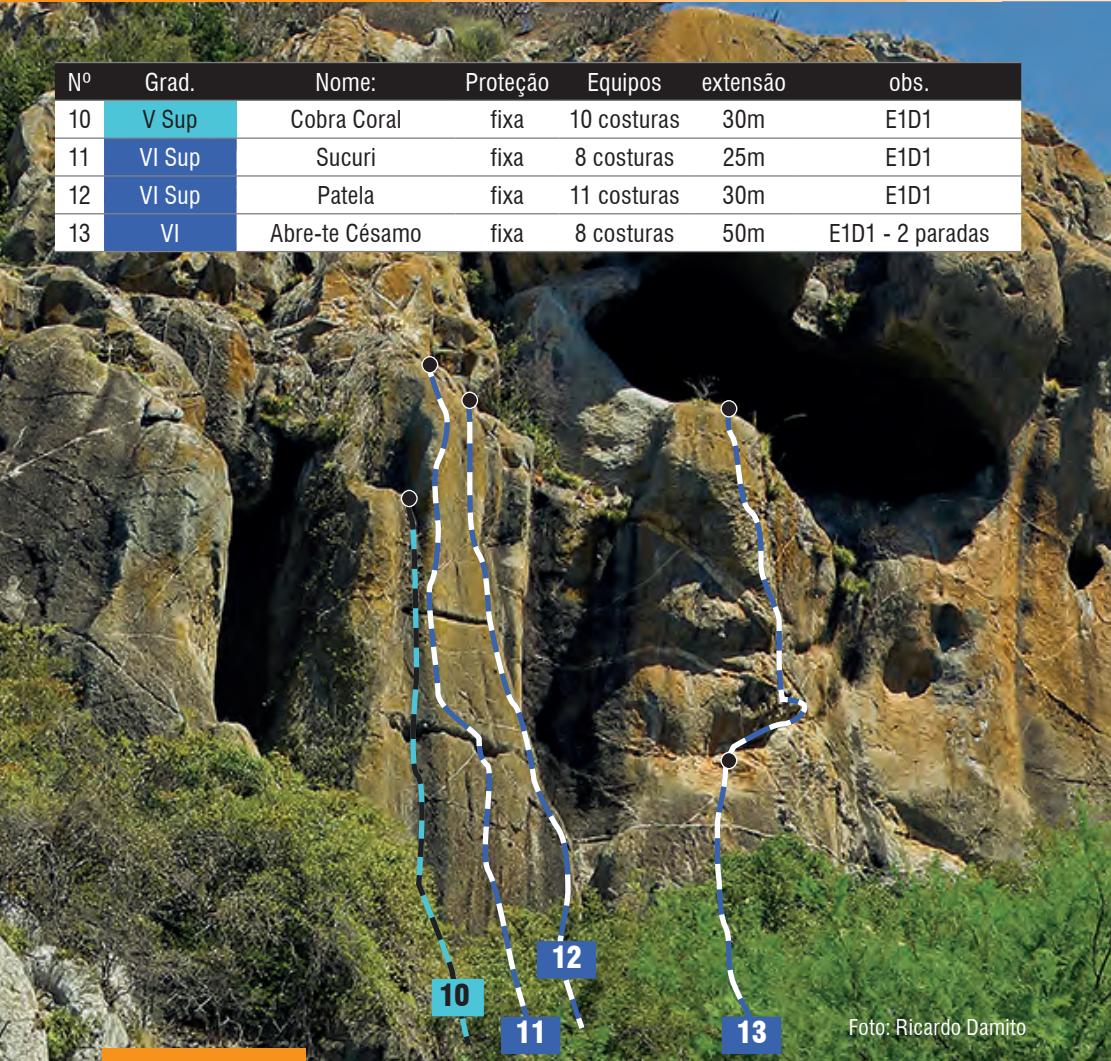 Nº Grad. Nome: Proteção Equipos extensão obs.
10 V Sup Cobra Coral fixa 10 costuras 30m E1D1
11 VI Sup Sucuri fixa 8 costuras 25m E1D1
12 VI Sup Patela fixa 11 costuras 30m E1D1
13 VI Abre-te Césamo fixa 8 costuras 50m E1D1 - 2 paradas
12
10
11
13
Foto: Ricardo Damito